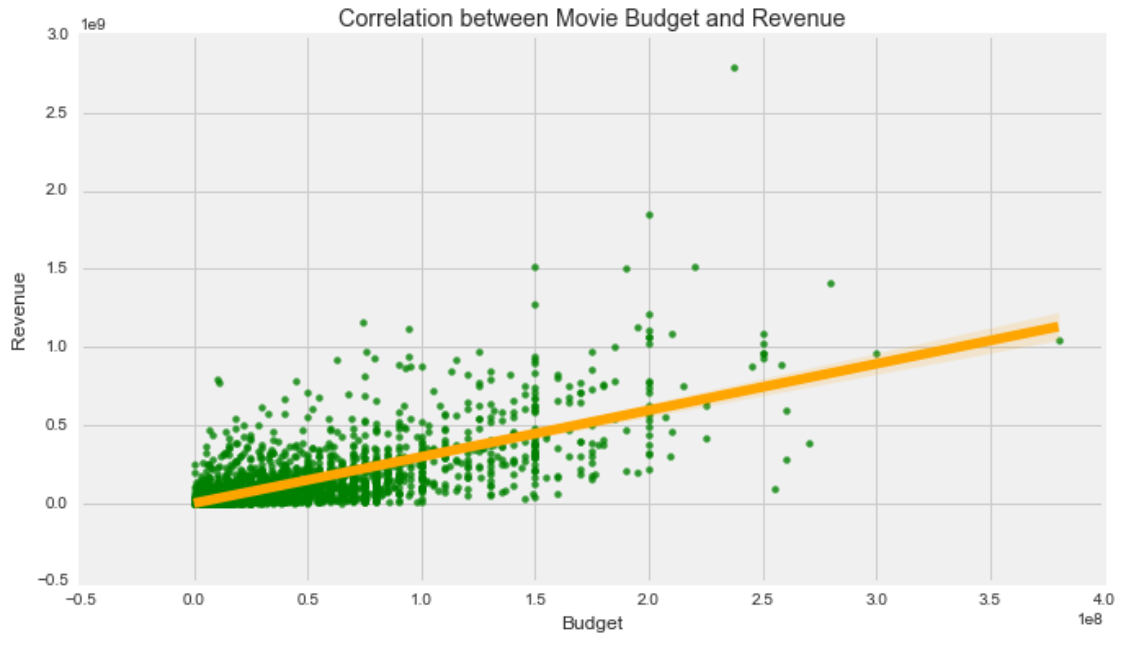 Correlation between Movie Budget and Revenue
1e9
3.0
2.5
2.0
1.5
1.0
0.5
0.0
−0.5
Revenue
−0.5 0.0 0.5 1.0 1.5 2.0 2.5 3.0 3.5 4.0
Budget
1e8